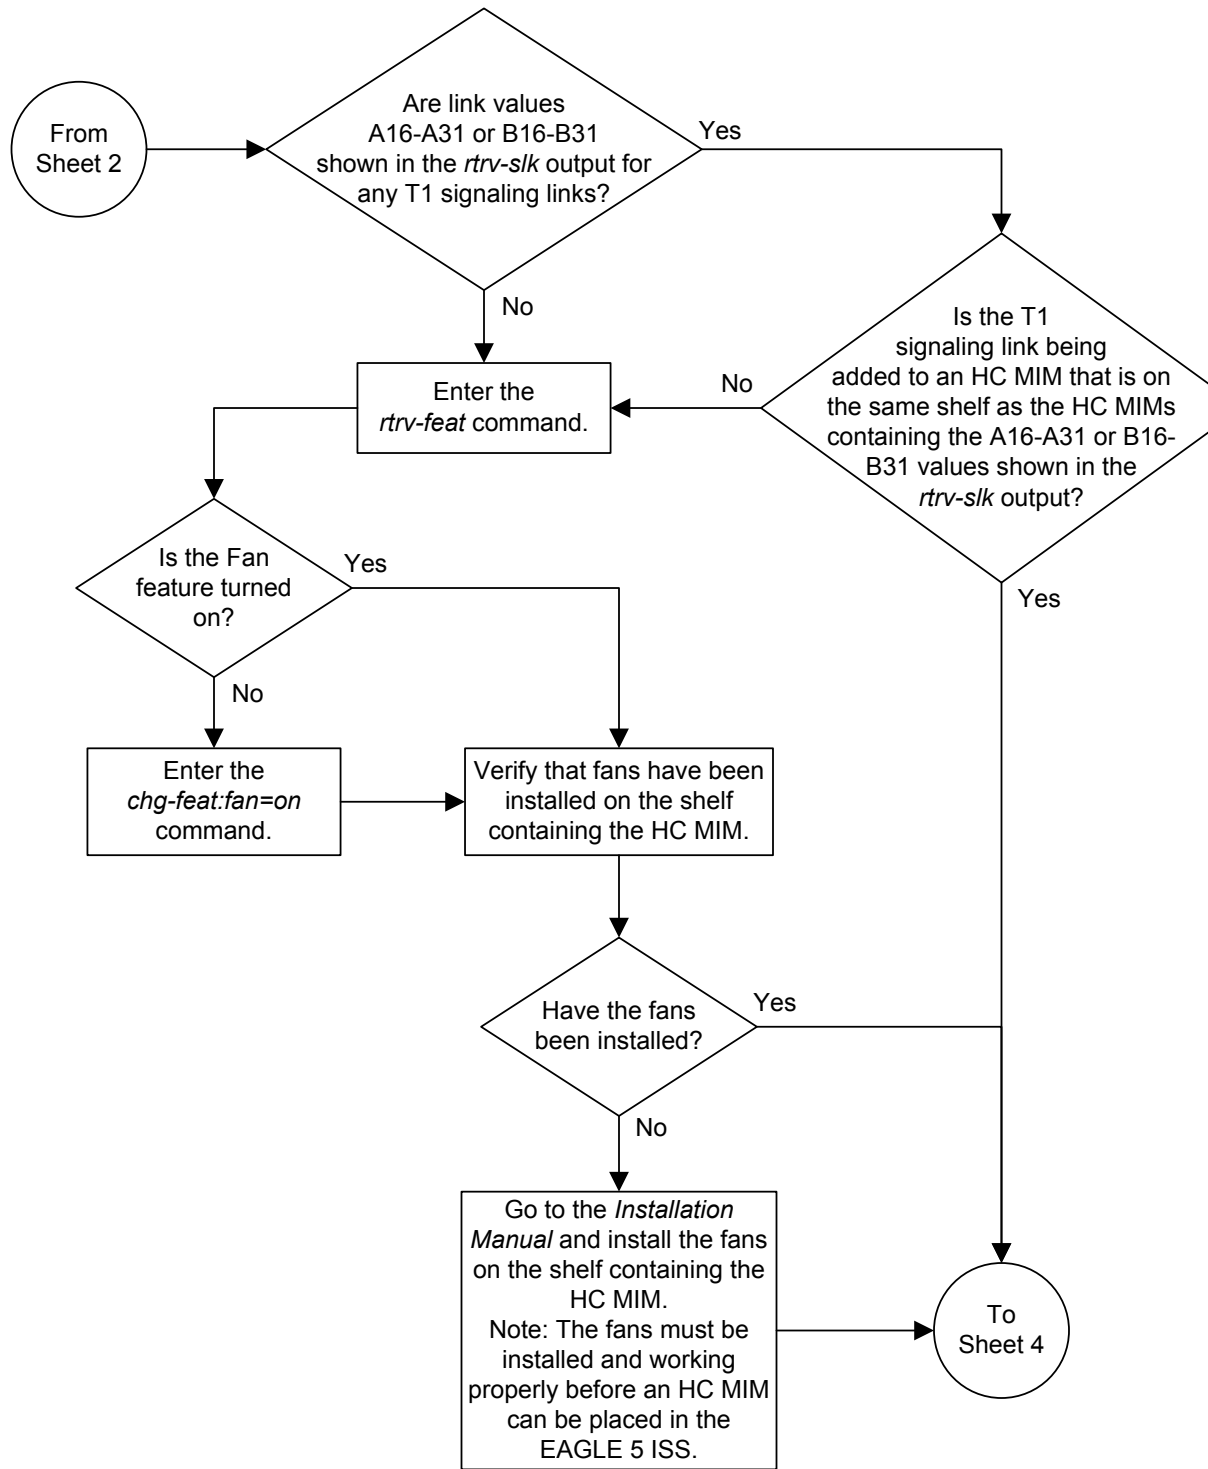 From
Sheet 2
Are link values
A16-A31 or B16-B31
shown in the rtrv-slk output for
any T1 signaling links?
Yes
No
Is the T1
signaling link being
added to an HC MIM that is on
the same shelf as the HC MIMs
containing the A16-A31 or B16-
B31 values shown in the
rtrv-slk output?
No
Yes
Enter the
rtrv-feat command.
Is the Fan
feature turned
on?
Yes
No
Enter the
chg-feat:fan=on
command.
Verify that fans have been
installed on the shelf
containing the HC MIM.
Have the fans
been installed?
Yes
No
Go to the Installation
Manual and install the fans
on the shelf containing the
HC MIM.
Note: The fans must be
installed and working
properly before an HC MIM
can be placed in the
EAGLE 5 ISS.
To
Sheet 4